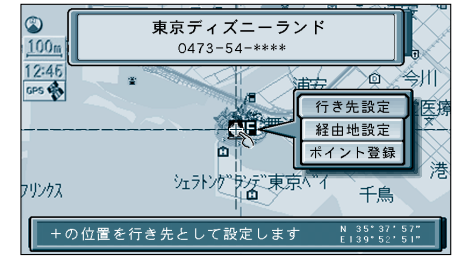 東京ディズニーランド
0473-54-****
100m
12:46
GPS
浦安
今川
行き先設定
経由地設定
ポイント登録
医療
舞
F
シェラトングランデ東京ベイ
港
フリンクス
千鳥
+の位置を行き先として設定します
N 35°37'57"
E139°52'51"